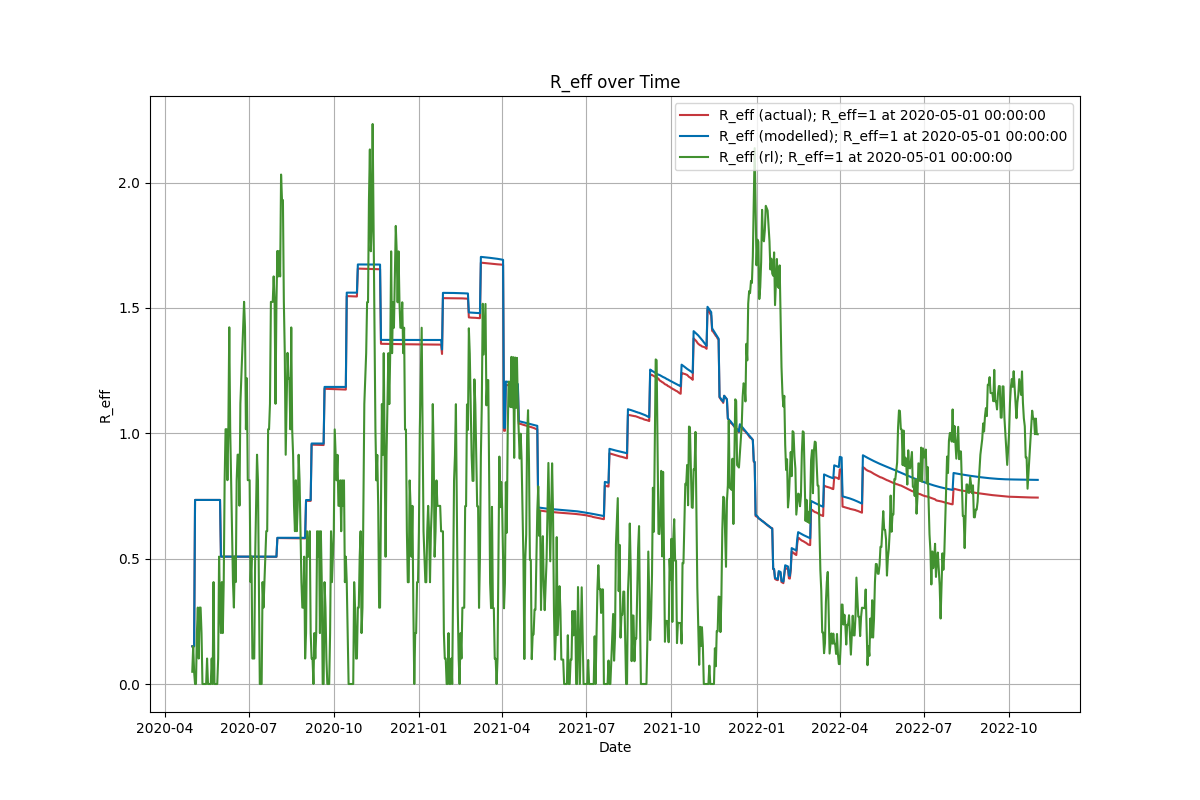 R_eff over Time
R_eff (actual); R_eff=1 at 2020-05-01 00:00:00
R_eff (modelled); R_eff=1 at 2020-05-01 00:00:00
R_eff (rl); R_eff=1 at 2020-05-01 00:00:00
R_eff
2.0
1.5
1.0
0.5
0.0
2020-04 2020-07 2020-10 2021-01 2021-04 2021-07 2021-10 2022-01 2022-04 2022-07 2022-10
Date